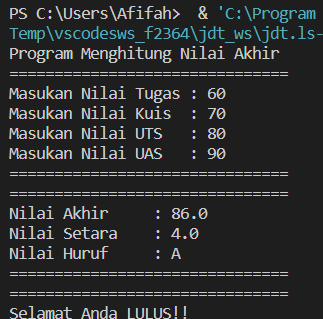 PS C:\Users\Afifah>  & 'C:\Program
Temp\vscodesws_f2364\jdt_ws\jdt.ls-
Program Menghitung Nilai Akhir
==============================
Masukan Nilai Tugas : 60
Masukan Nilai Kuis  : 70
Masukan Nilai UTS   : 80
Masukan Nilai UAS   : 90
==============================
==============================
Nilai Akhir     : 86.0
Nilai Setara    : 4.0
Nilai Huruf     : A
==============================
==============================
Selamat Anda LULUS!!